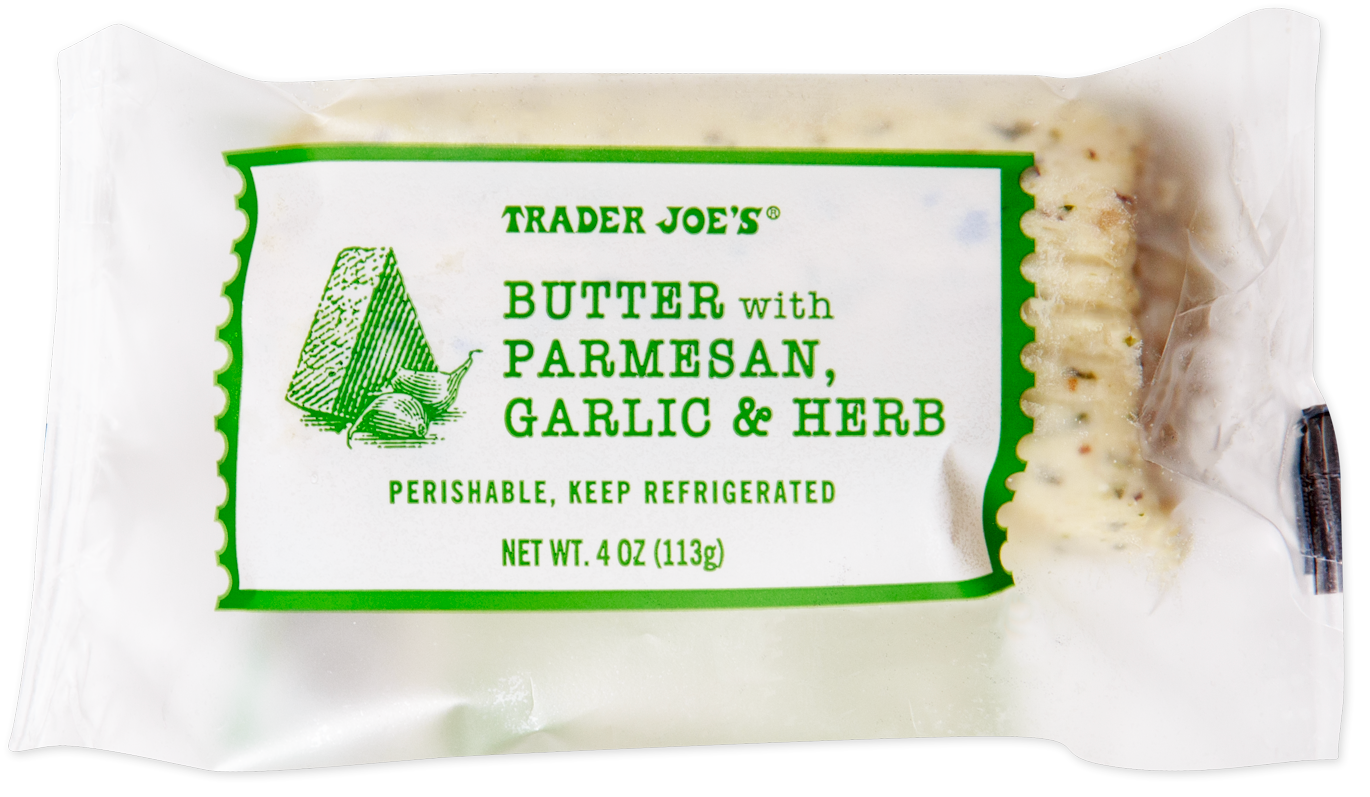 TRADER JOE'S®
BUTTER with
PARMESAN,
GARLIC & HERB
PERISHABLE, KEEP REFRIGERATED
NET WT. 4 OZ (113g)